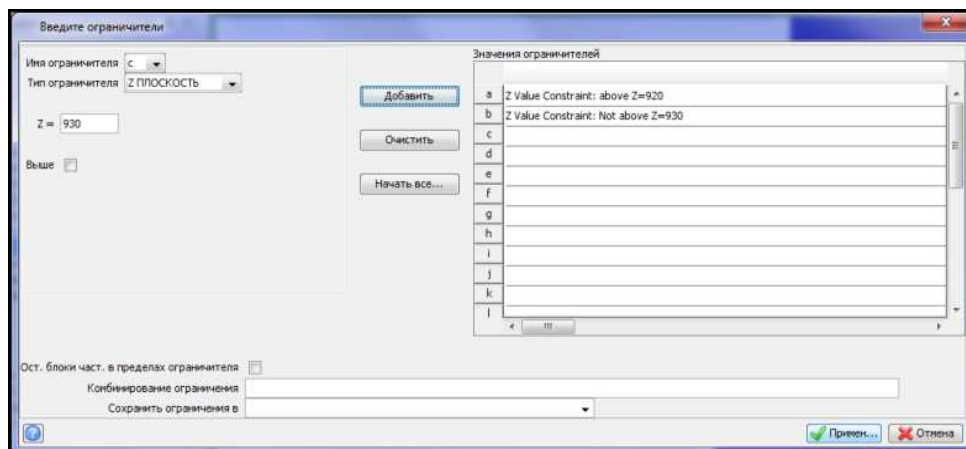 Введите ограничители
Имя ограничителя c
Тип ограничителя Z ПЛОСКОСТЬ
Z = 930
Выше
Добавить
Очистить
Начать все...
Значения ограничителей
a Z Value Constraint: above Z=920
b Z Value Constraint: Not above Z=930
c
d
e
f
g
h
i
j
k
l
Ост. блоки част. в пределах ограничителя
Комбинирование ограничения
Сохранить ограничения в
Примен...
Отмена